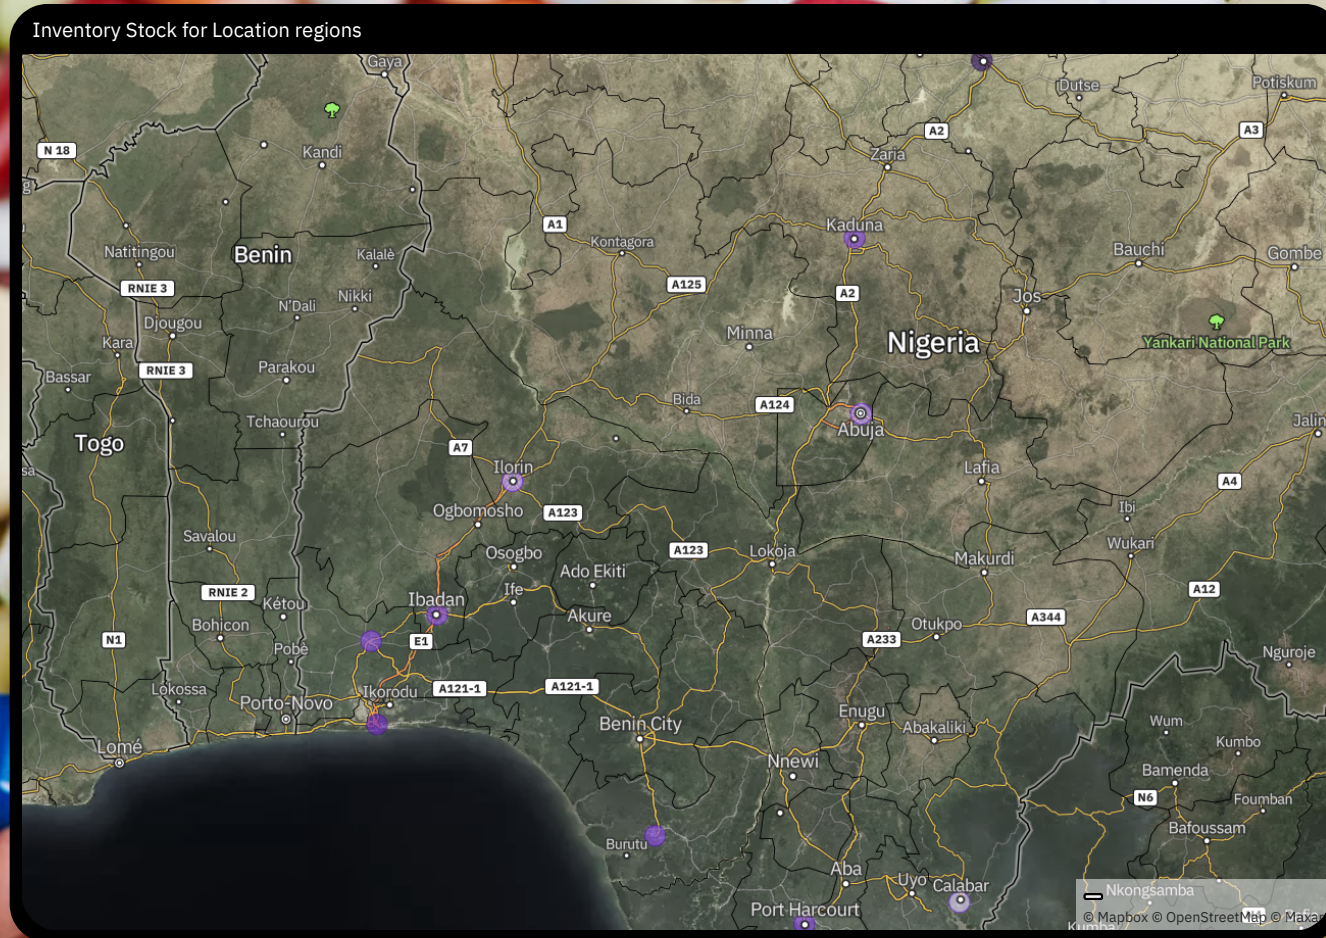 Inventory Stock for Location regions
Gaya
Dutse
Potiskum
N 18
A2
A3
Kandi
Zaria
A1
Kaduna
Natitingou
Benin
Kalalè
Kontagora
Bauchi
Gombe
RNIE 3
A125
A2
Nikki
N'Dali
Jos
Djougou
Kara
Minna
Nigeria
Yankari National Park
RNIE 3
Parakou
Bassar
Bida
A124
Tchaourou
Abuja
Jalin
Togo
A7
Ilorin
Lafia
A4
Ogbomosho
A123
Ibi
Savalou
Osogbo
A123
Lokoja
Makurdi
Wukari
Ado Ekiti
RNIE 2
Kétou
Ibadan
Ife
A12
Bohicon
Akure
Otukpo
A344
N1
Pobè
E1
A233
Nguroje
Lokossa
Ikorodu
A121-1
A121-1
Porto-Novo
Benin City
Enugu
Abakaliki
Wum
Lomé
Kumbo
Nnewi
Bamenda
N6
Foumban
Bafoussam
Burutu
Aba
Uyo
Calabar
Nkongsamba
Port Harcourt
© Mapbox © OpenStreetMap © Maxar
Kumba